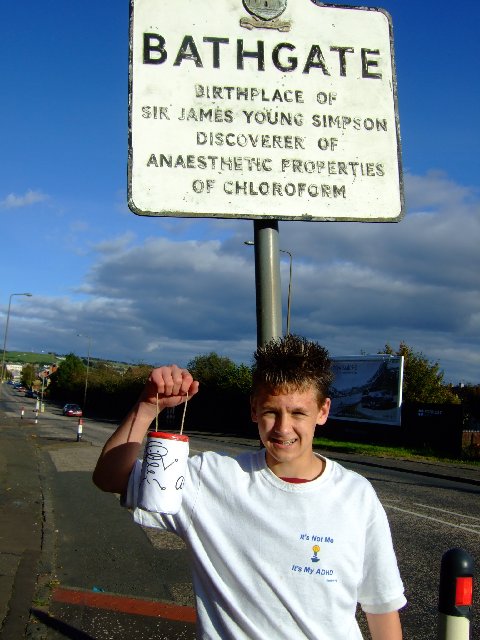 BATHGATE
BIRTHPLACE OF
SIR JAMES YOUNG SIMPSON
DISCOVERER OF
ANAESTHETIC PROPERTIES
OF CHLOROFORM
It's Not Me
It's My ADHD